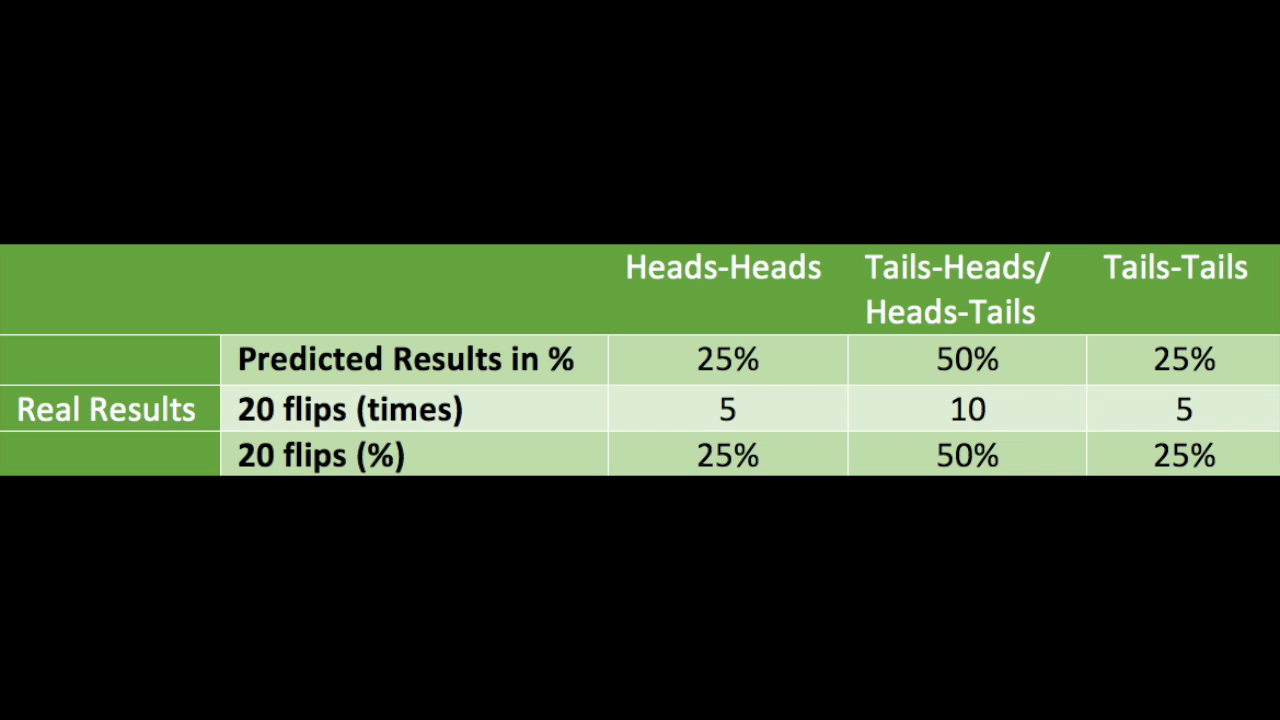 Heads-Heads Tails-Heads/ Tails-Tails
Heads-Tails
Predicted Results in % 25% 50% 25%
Real Results 20 flips (times) 5 10 5
20 flips (%) 25% 50% 25%